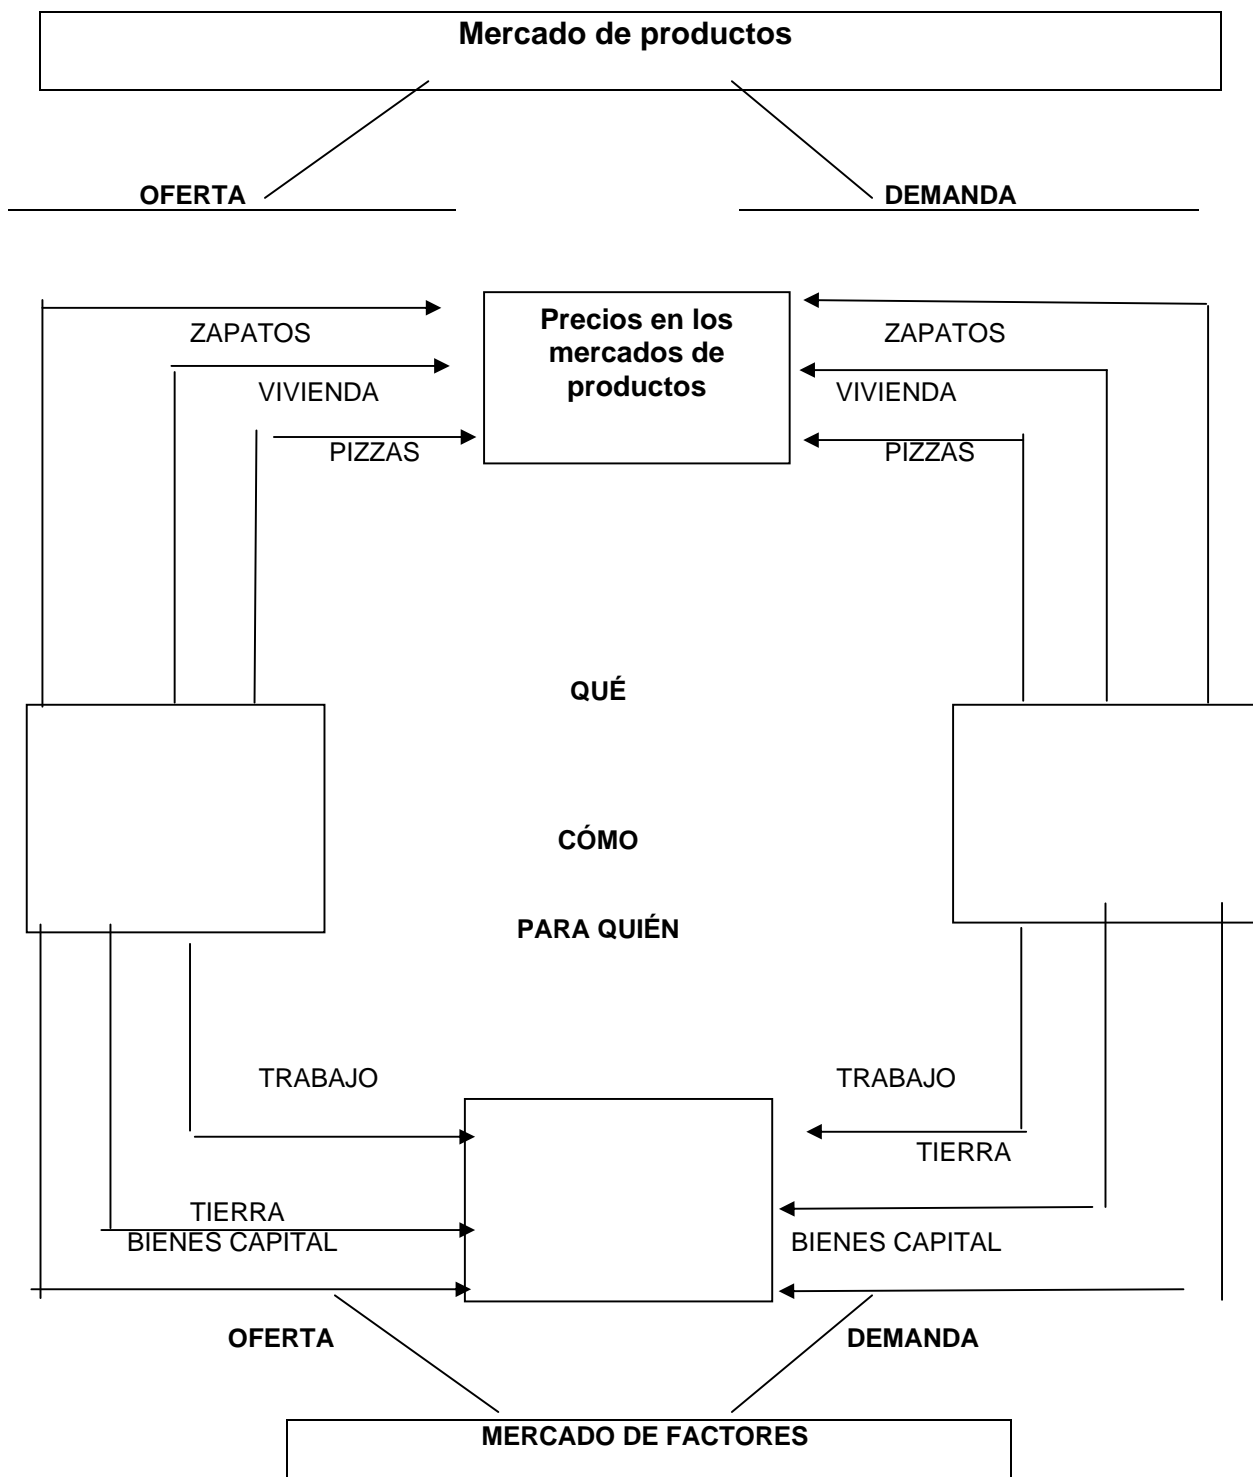 Mercado de productos
OFERTA
DEMANDA
Precios en los
mercados de
productos
ZAPATOS
VIVIENDA
PIZZAS
ZAPATOS
VIVIENDA
PIZZAS
QUÉ
CÓMO
PARA QUIÉN
TRABAJO
TIERRA
BIENES CAPITAL
TRABAJO
TIERRA
BIENES CAPITAL
OFERTA
DEMANDA
MERCADO DE FACTORES